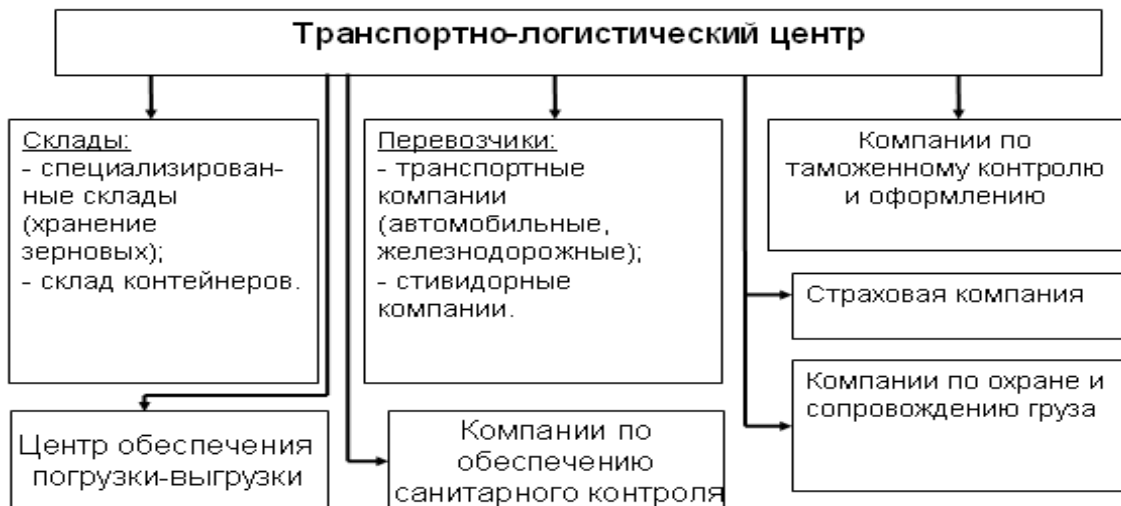 Транспортно-логистический центр
Склады:
- специализирован-
ные склады
(хранение
зерновых);
- склад контейнеров.
Перевозчики:
- транспортные
компании
(автомобильные,
железнодорожные);
- стивидорные
компании.
Компании по
таможенному контролю
и оформлению
Страховая компания
Компании по охране и
сопровождению груза
Центр обеспечения
погрузки-выгрузки
Компании по
обеспечению
санитарного контроля